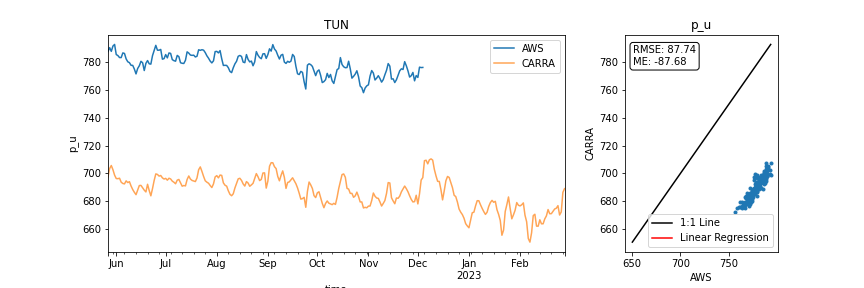 TUN
p_u
780
760
740
720
700
680
660
Jun
Jul
Aug
Sep
Oct
Nov
Dec
Jan
2023
Feb
AWS
CARRA
p_u
CARRA
780
760
740
720
700
680
660
650
700
750
AWS
RMSE: 87.74
ME: -87.68
1:1 Line
Linear Regression